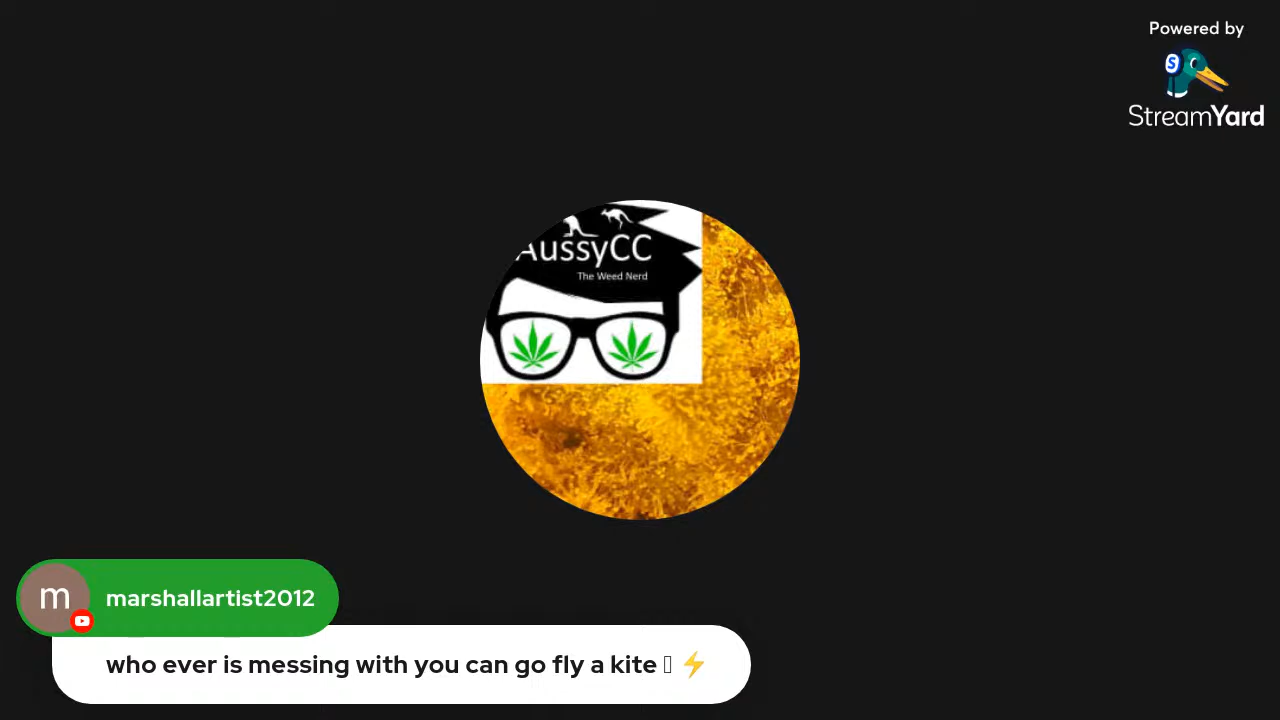 Powered by
S
StreamYard
AussyCC
The Weed Nerd
m
marshallartist2012
who ever is messing with you can go fly a kite ▯ ⚡